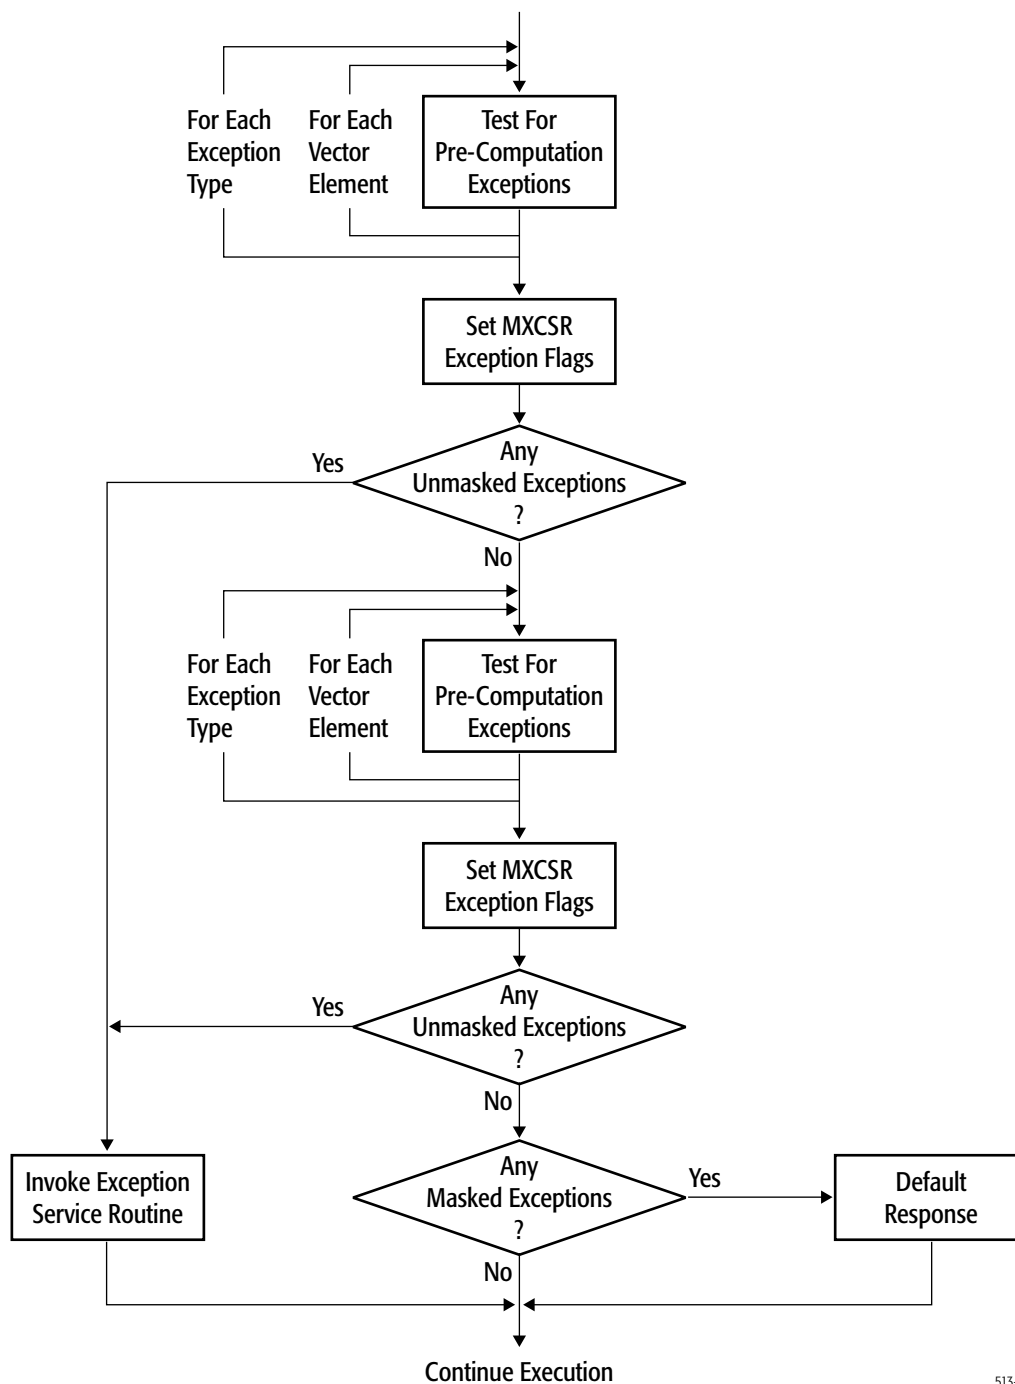 For Each
Exception
Type
For Each
Vector
Element
Test For
Pre-Computation
Exceptions
Set MXCSR
Exception Flags
Any
Unmasked Exceptions
?
Yes
No
For Each
Exception
Type
For Each
Vector
Element
Test For
Pre-Computation
Exceptions
Set MXCSR
Exception Flags
Any
Unmasked Exceptions
?
Yes
No
Invoke Exception
Service Routine
Any
Masked Exceptions
?
Yes
Default
Response
No
Continue Execution
513-